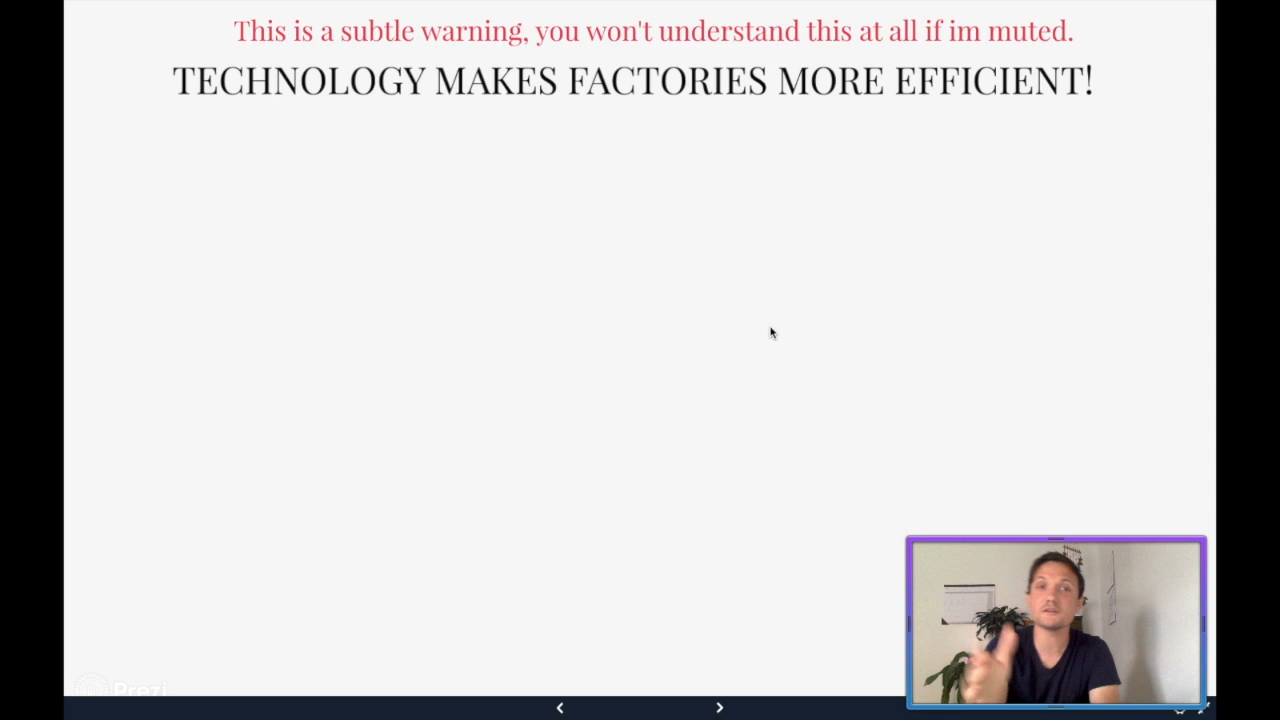 This is a subtle warning, you won't understand this at all if im muted.
TECHNOLOGY MAKES FACTORIES MORE EFFICIENT!
Prezi